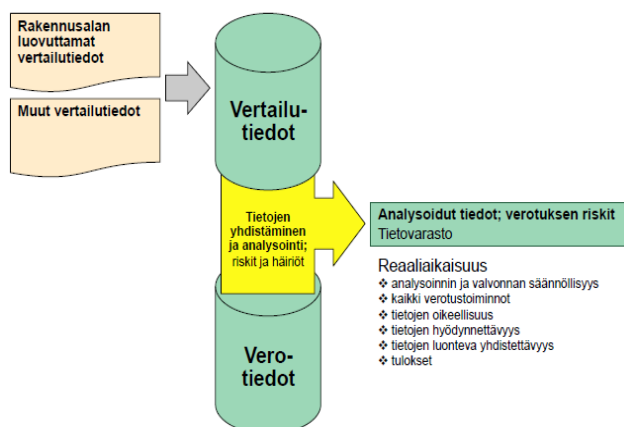 Rakennusalan
luovuttamat
vertailutiedot
Muut vertailutiedot
Vertailu-
tiedot
Tietojen
yhdistäminen
ja analysointi;
riskit ja häiriöt
Vero-
tiedot
Analysoidut tiedot; verotuksen riskit
Tietovarasto
Reaaliaikaisuus
❖ analysoinnin ja valvonnan säännöllisyys
❖ kaikki verotustoiminnot
❖ tietojen oikeellisuus
❖ tietojen hyödynnettävyys
❖ tietojen luonteva yhdistettävyys
❖ tulokset